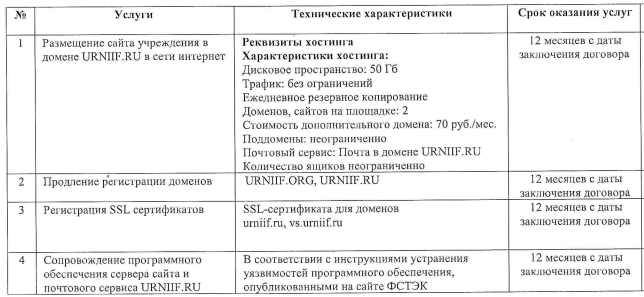 № Услуги Технические характеристики Срок оказания услуг
1 Размещение сайта учреждения в домене URNIIF.RU в сети интернет
Реквизиты хостинга
Характеристики хостинга:
Дисковое пространство: 50 Гб
Трафик: без ограничений
Ежедневное резервное копирование
Доменов, сайтов на площадке: 2
Стоимость дополнительного домена: 70 руб./мес.
Поддомены: неограниченно
Почтовый сервис: Почта в домене URNIIF.RU
Количество ящиков неограниченно
12 месяцев с даты
заключения договора
2 Продление регистрации доменов
URNIIF.ORG, URNIIF.RU
12 месяцев с даты
заключения договора
3 Регистрация SSL сертификатов
SSL-сертификата для доменов
urniif.ru, vs.urniif.ru
12 месяцев с даты
заключения договора
4 Сопровождение программного
обеспечения сервера сайта и
почтового сервиса URNIIF.RU
В соответствии с инструкциями устранения
уязвимостей программного обеспечения,
опубликованными на сайте ФСТЭК
12 месяцев с даты
заключения договора